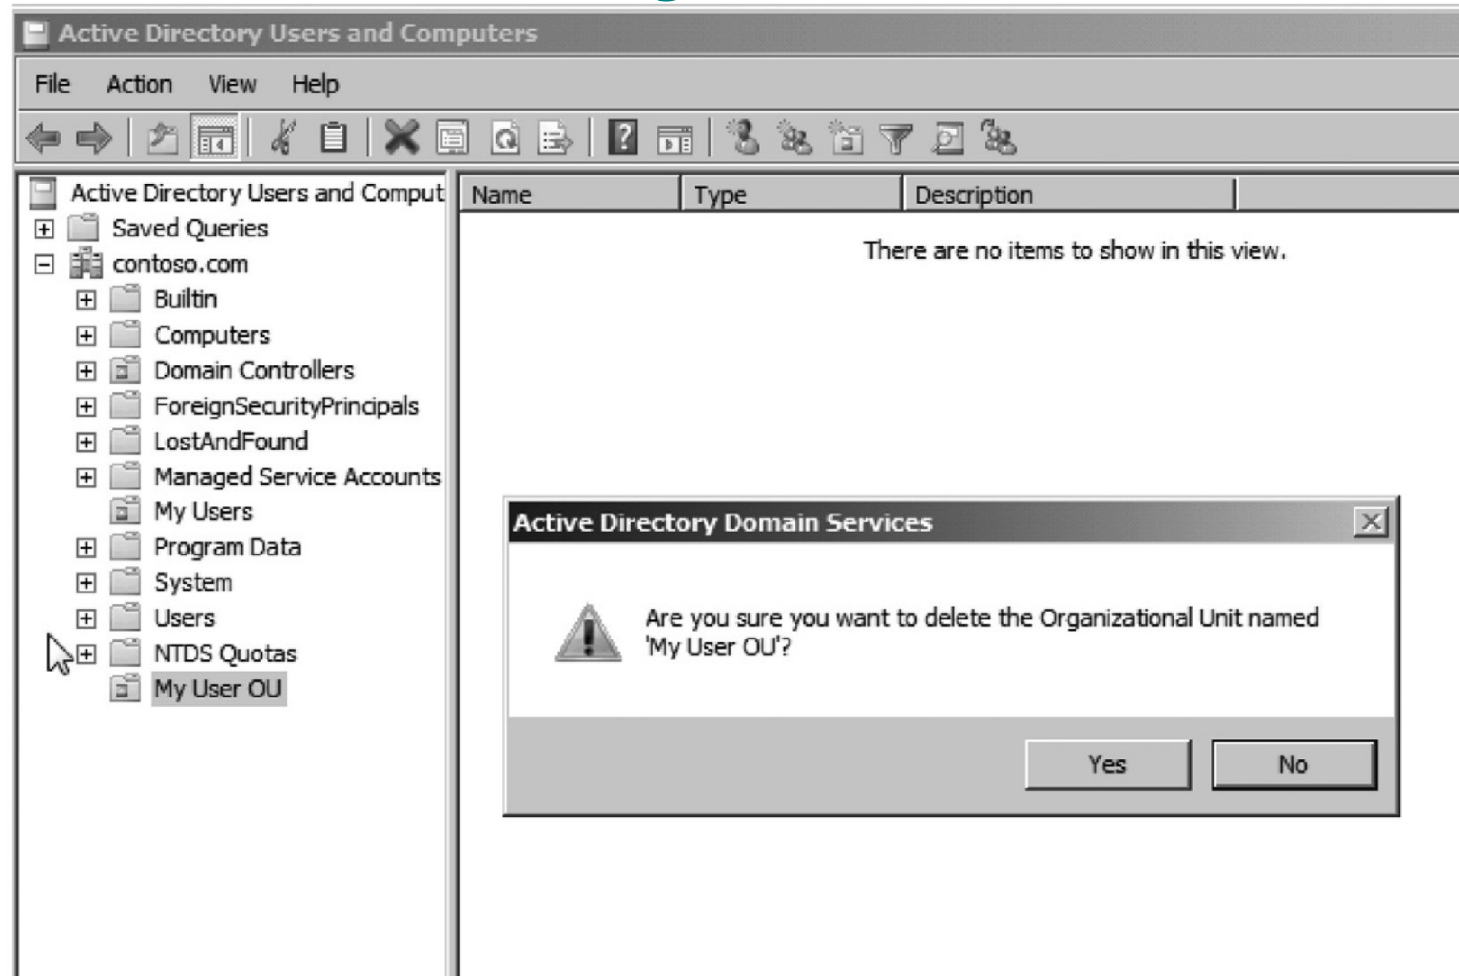 Active Directory Users and Computers
File Action View Help
Active Directory Users and Comput
Name Type Description
Saved Queries
There are no items to show in this view.
contoso.com
Builtin
Computers
Domain Controllers
ForeignSecurityPrincipals
LostAndFound
Managed Service Accounts
My Users
Program Data
System
Users
NTDS Quotas
My User OU
Active Directory Domain Services
Are you sure you want to delete the Organizational Unit named
'My User OU'?
Yes No